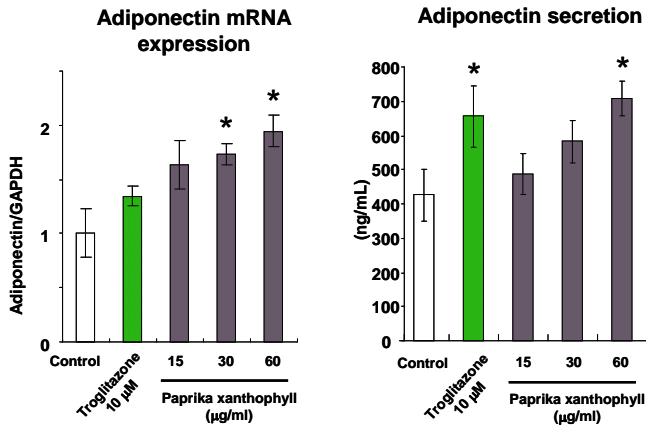 Adiponectin mRNA
expression
Adiponectin/GAPDH
2
1
0
*
*
Control
Troglitazone
10 µM
15
30
60
Paprika xanthophyll
(µg/ml)
Adiponectin secretion
(ng/mL)
800
700
600
500
400
300
200
100
0
*
*
Control
Troglitazone
10 µM
15
30
60
Paprika xanthophyll
(µg/ml)